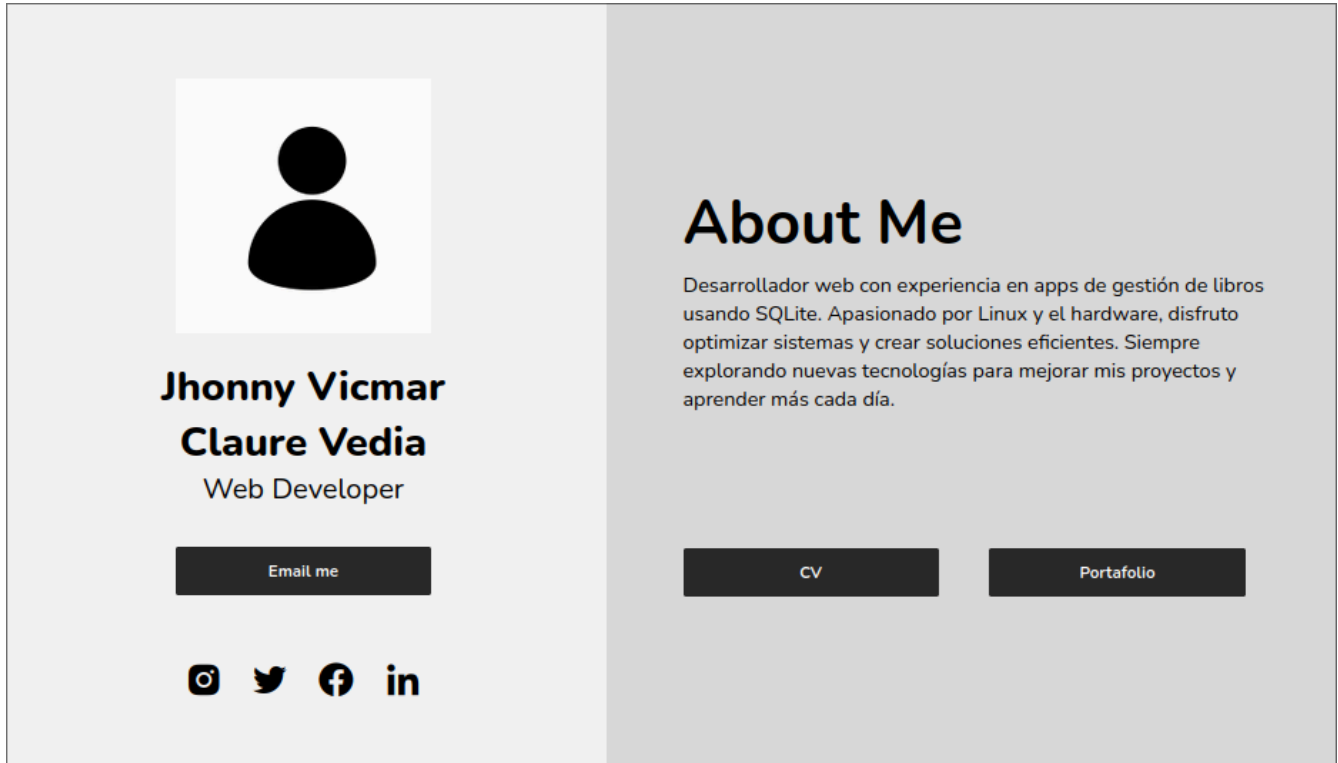 Jhonny Vicmar
Claure Vedia
Web Developer
Email me
About Me
Desarrollador web con experiencia en apps de gestión de libros
usando SQLite. Apasionado por Linux y el hardware, disfruto
optimizar sistemas y crear soluciones eficientes. Siempre
explorando nuevas tecnologías para mejorar mis proyectos y
aprender más cada día.
CV
Portafolio